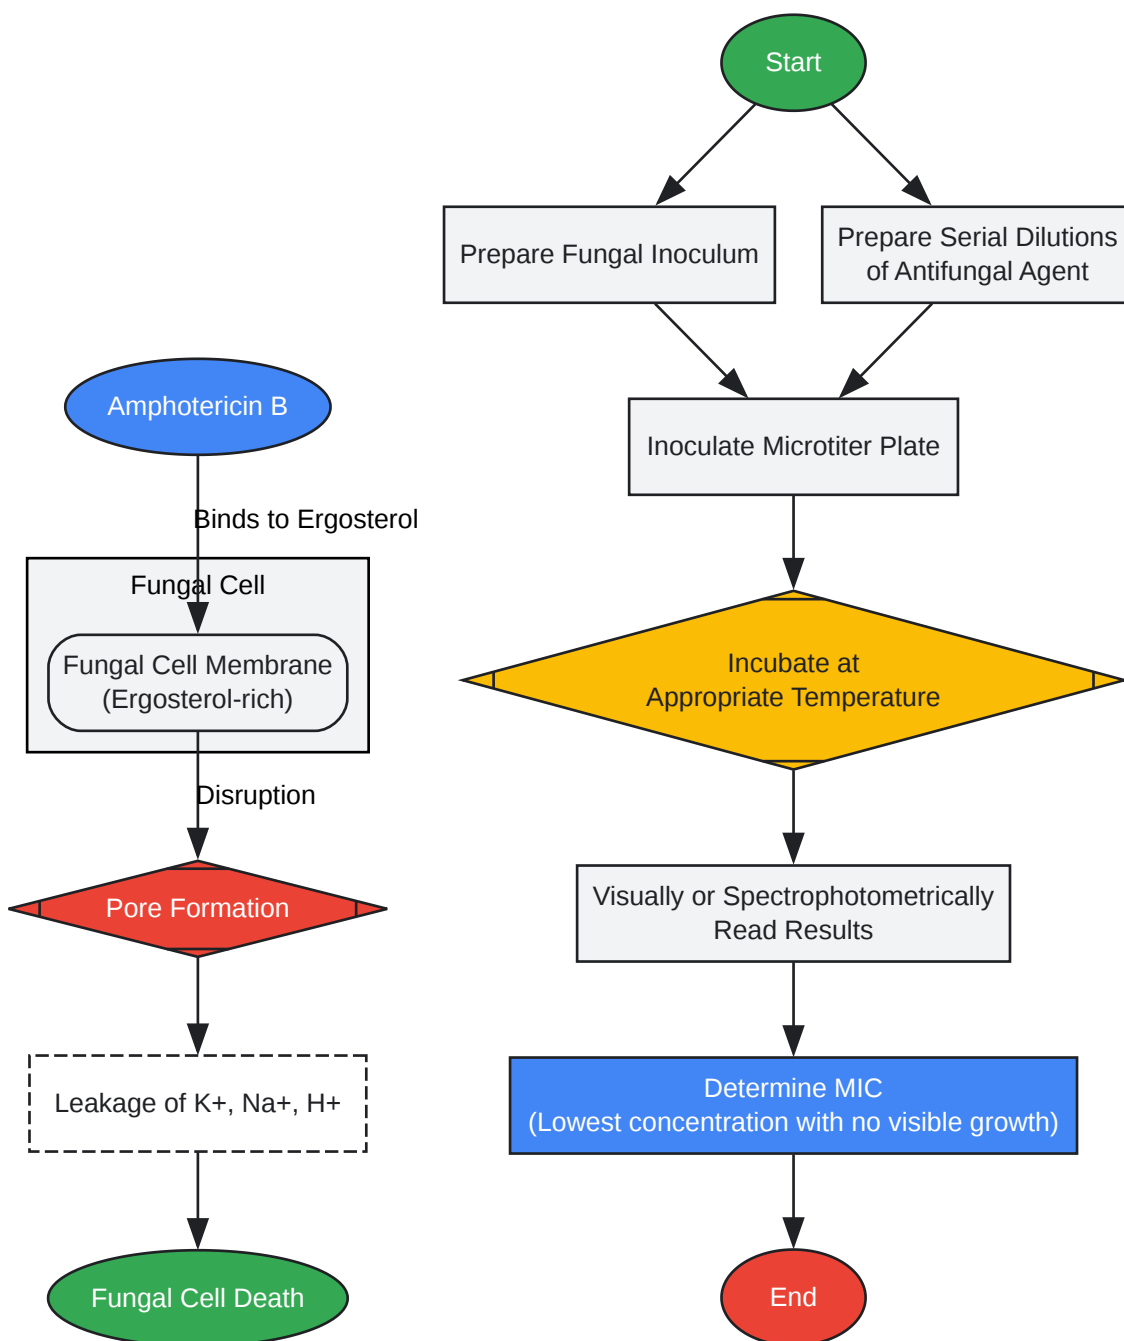 Start
Prepare Fungal Inoculum
Prepare Serial Dilutions
of Antifungal Agent
Inoculate Microtiter Plate
Incubate at
Appropriate Temperature
Visually or Spectrophotometrically
Read Results
Determine MIC
(Lowest concentration with no visible growth)
End
Amphotericin B
Binds to Ergosterol
Fungal Cell
Fungal Cell Membrane
(Ergosterol-rich)
Disruption
Pore Formation
Leakage of K+, Na+, H+
Fungal Cell Death